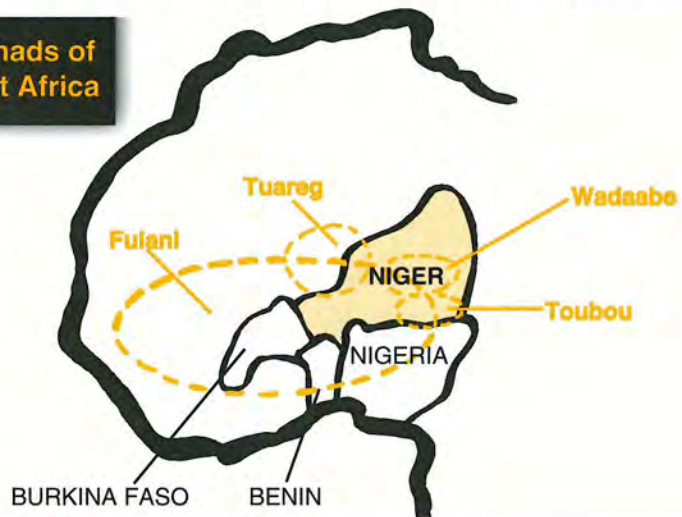 nads of
t Africa
Tuareg
Wadaabe
Fulani
NIGER
Toubou
NIGERIA
BURKINA FASO
BENIN